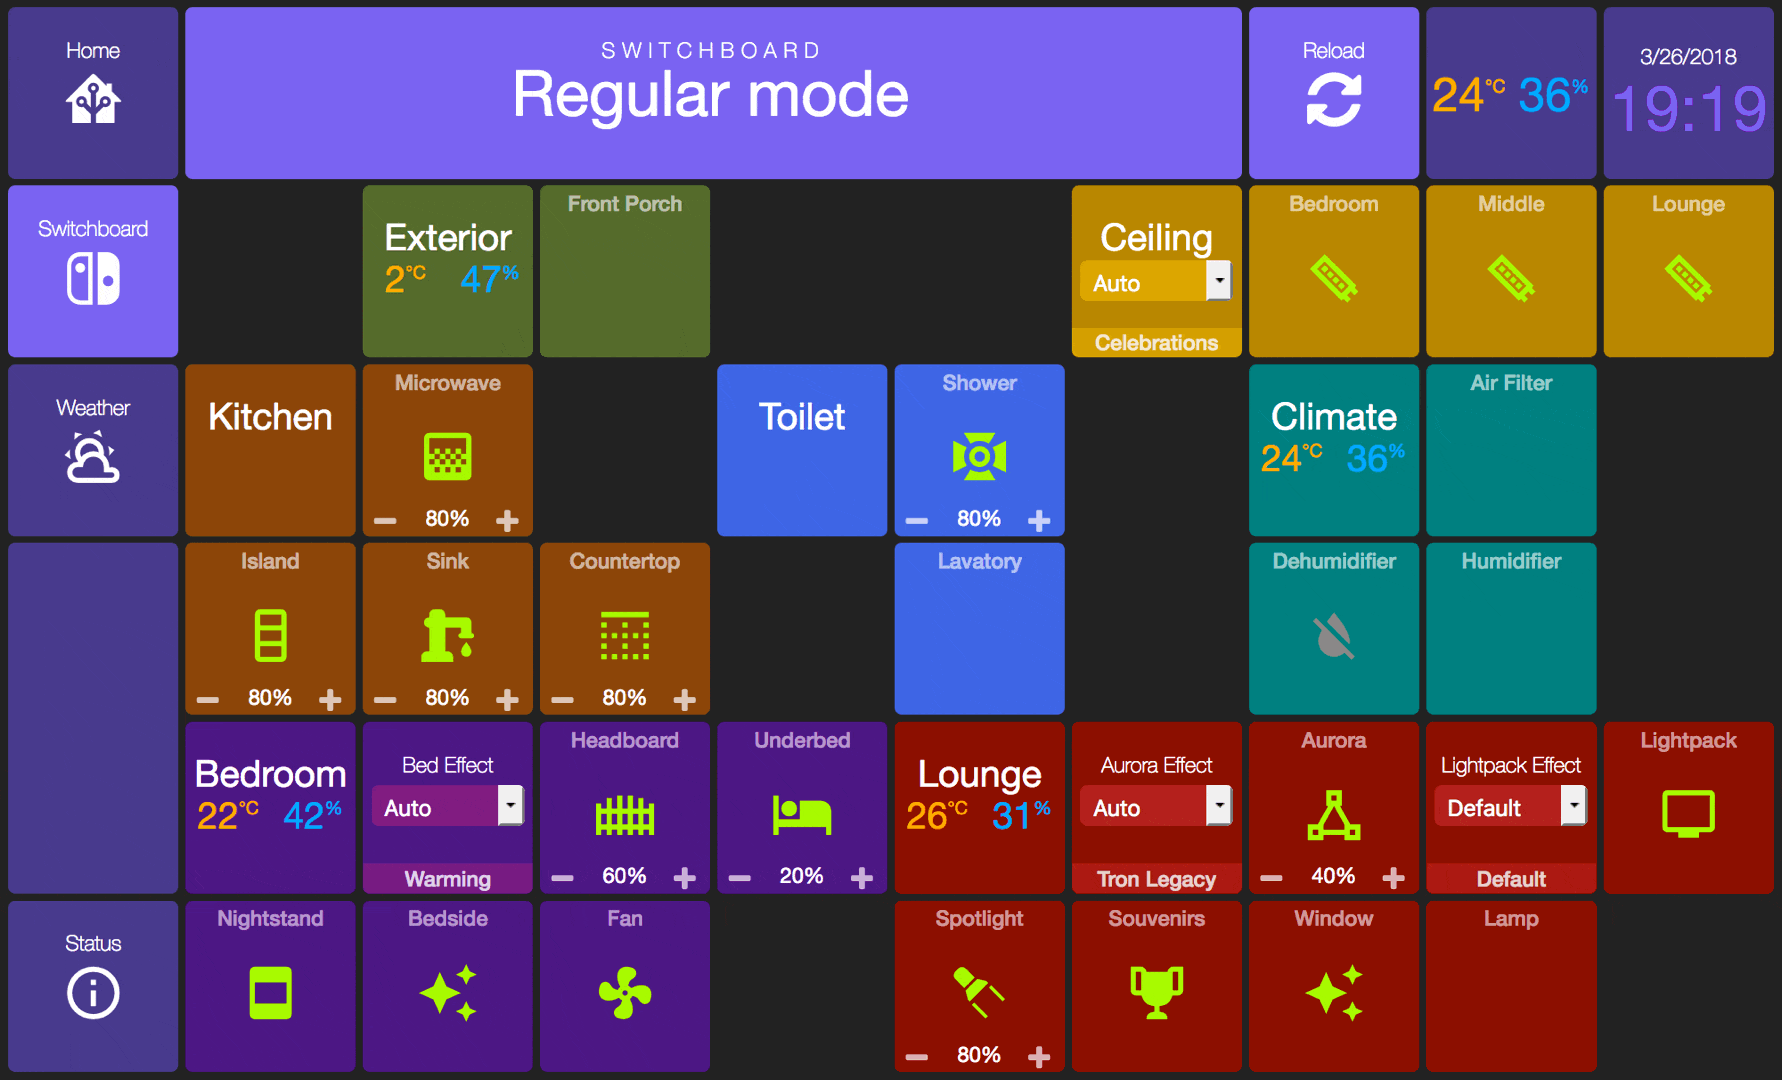 Home
SWITCHBOARD
Regular mode
Reload
24°C 36%
3/26/2018
19:19
Switchboard
Exterior
2°C 47%
Front Porch
Ceiling
Auto
Celebrations
Bedroom
Middle
Lounge
Weather
Kitchen
Microwave
— 80% +
Toilet
Shower
— 80% +
Climate
24°C 36%
Air Filter
Island
— 80% +
Sink
— 80% +
Countertop
— 80% +
Lavatory
Dehumidifier
Humidifier
Bedroom
22°C 42%
Bed Effect
Auto
Warming
Headboard
— 60% +
Underbed
— 20% +
Lounge
26°C 31%
Aurora Effect
Auto
Tron Legacy
Aurora
— 40% +
Lightpack Effect
Default
Default
Lightpack
Status
Nightstand
Bedside
Fan
Spotlight
— 80% +
Souvenirs
Window
Lamp